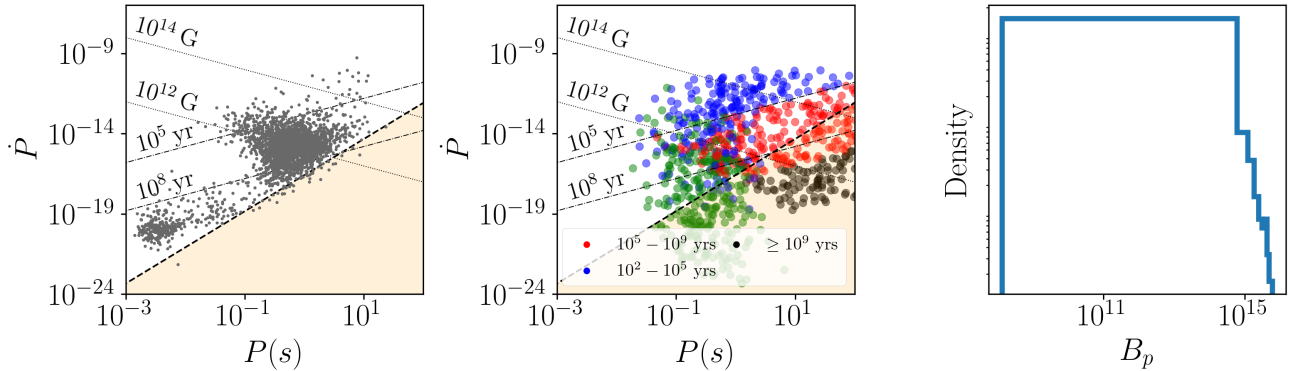 10^{14} G
10^{12} G
10^5 yr
10^8 yr
10^{-9}
10^{-14}
10^{-19}
10^{-24}
Ṗ
10^{-3}
10^{-1}
10^1
P(s)
10^{14} G
10^{12} G
10^5 yr
10^8 yr
10^{-9}
10^{-14}
10^{-19}
10^{-24}
Ṗ
10^5 − 10^9 yrs
≥ 10^9 yrs
10^2 − 10^5 yrs
10^{-3}
10^{-1}
10^1
P(s)
Density
10^{11}
10^{15}
B_p